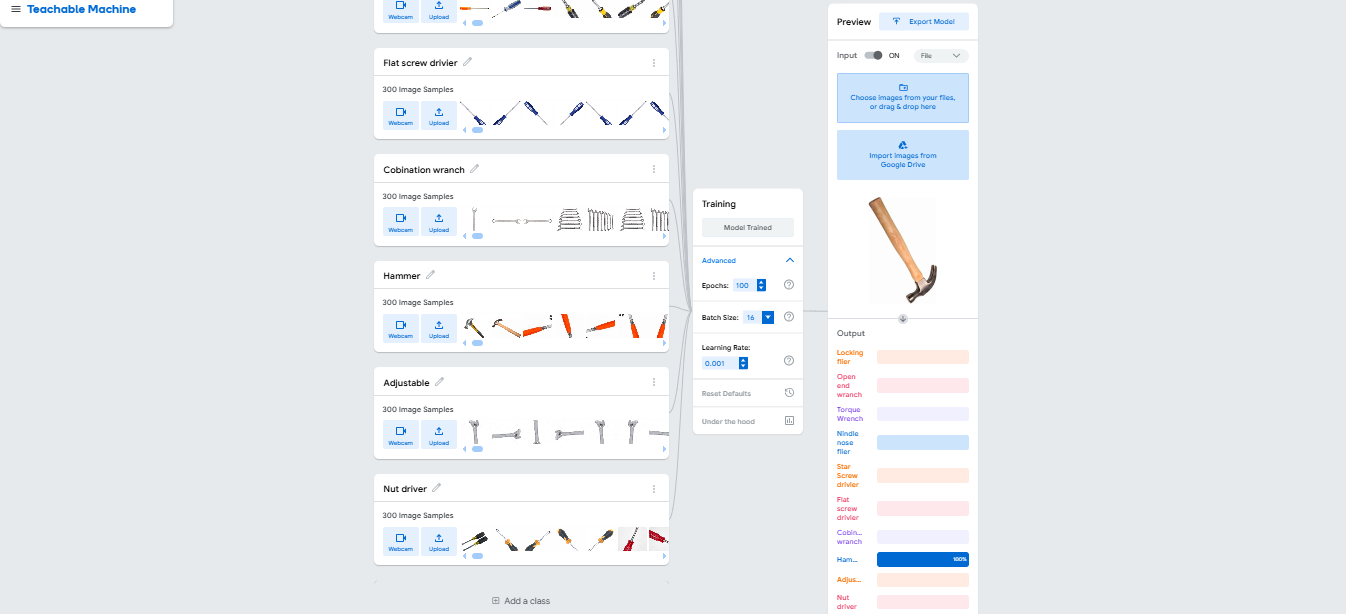 Teachable Machine
Webcam
Upload
Flat screw drivier
300 Image Samples
Webcam
Upload
Cobination wranch
300 Image Samples
Webcam
Upload
Hammer
300 Image Samples
Webcam
Upload
Adjustable
300 Image Samples
Webcam
Upload
Nut driver
300 Image Samples
Webcam
Upload
Add a class
Training
Model Trained
Advanced
Epochs: 100
Batch Size: 16
Learning Rate:
0.001
Reset Defaults
Under the hood
Preview
Export Model
Input
ON
File
Choose images from your files,
or drag & drop here
Import images from
Google Drive
Output
Locking
flier
Open
end
wranch
Torque
Wrench
Nindle
nose
flier
Star
Screw
drivier
Flat
screw
drivier
Cobin...
wranch
Ham...
100%
Adjus...
Nut
driver